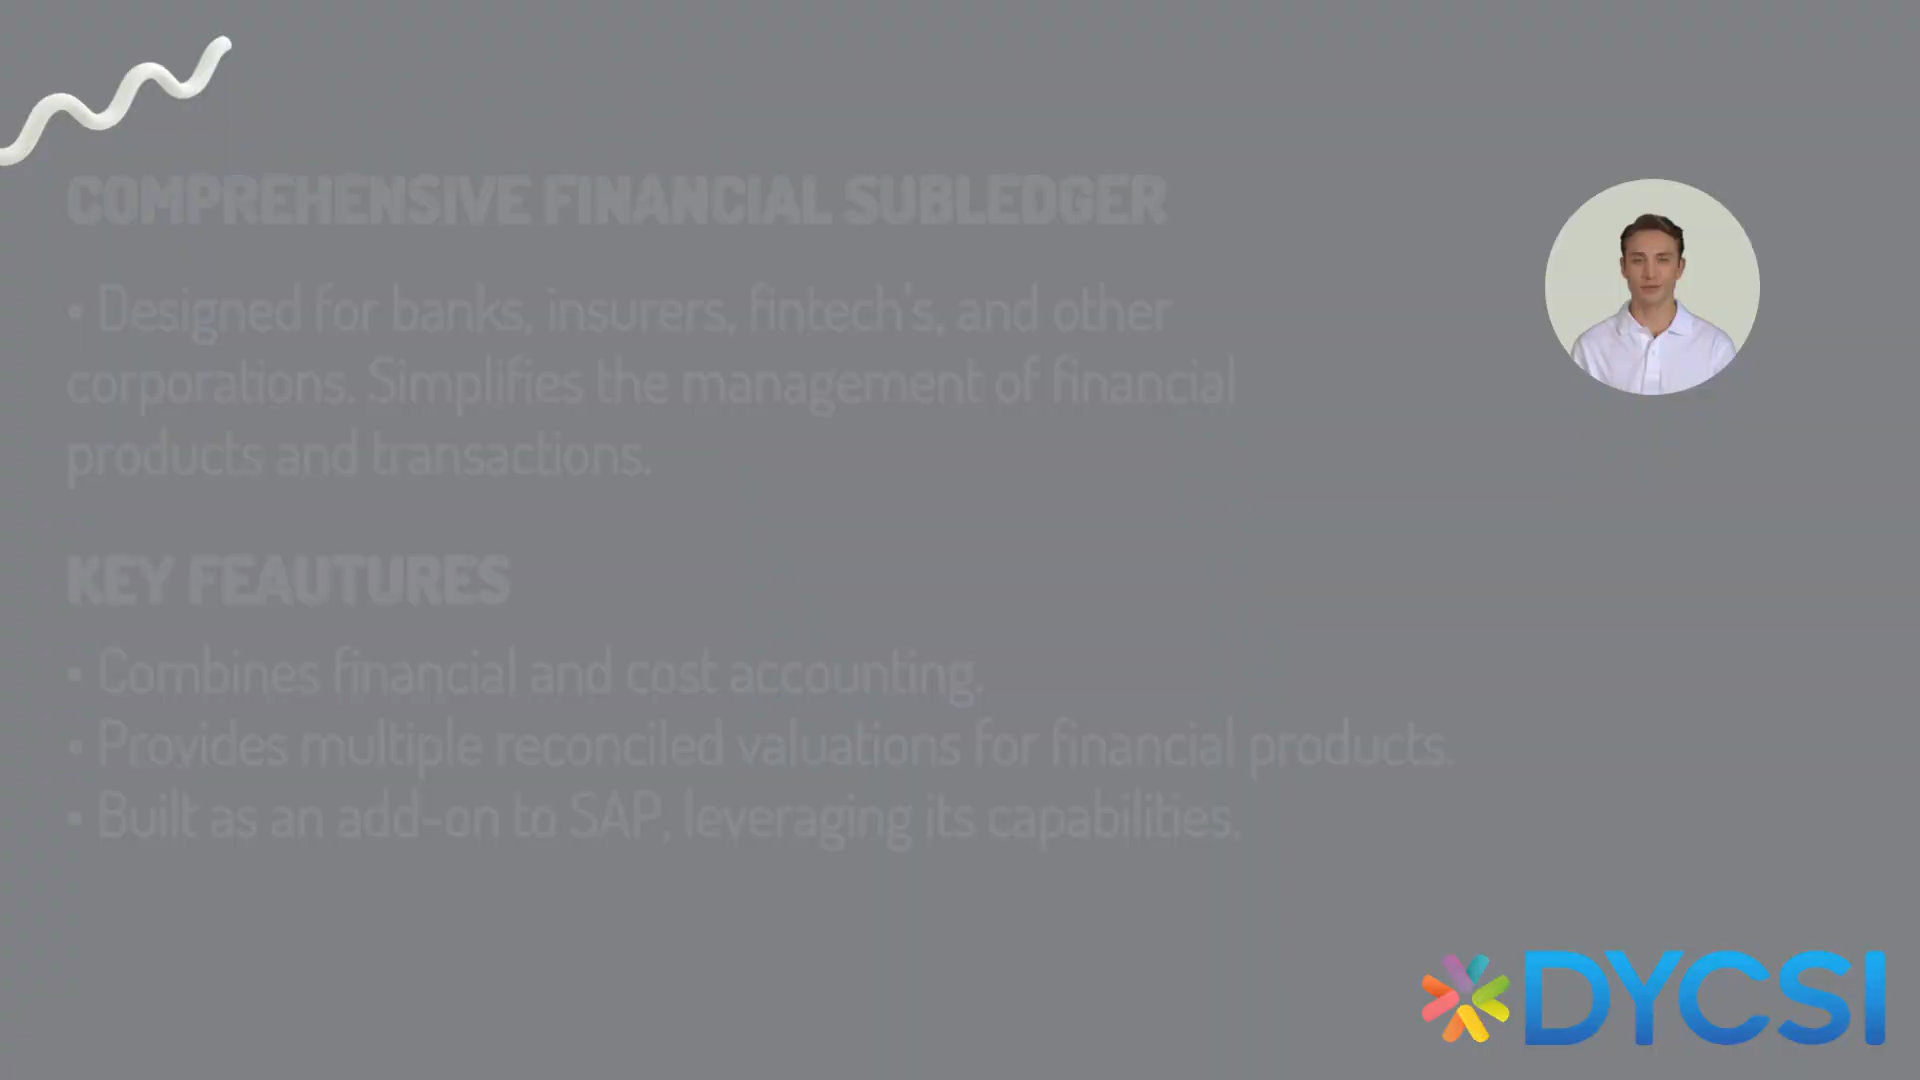 COMPREHENSIVE FINANCIAL SUBLEDGER
• Designed for banks, insurers, fintech's, and other
corporations. Simplifies the management of financial
products and transactions.
KEY FEAUTURES
• Combines financial and cost accounting.
• Provides multiple reconciled valuations for financial products.
• Built as an add-on to SAP, leveraging its capabilities.
DYCSI